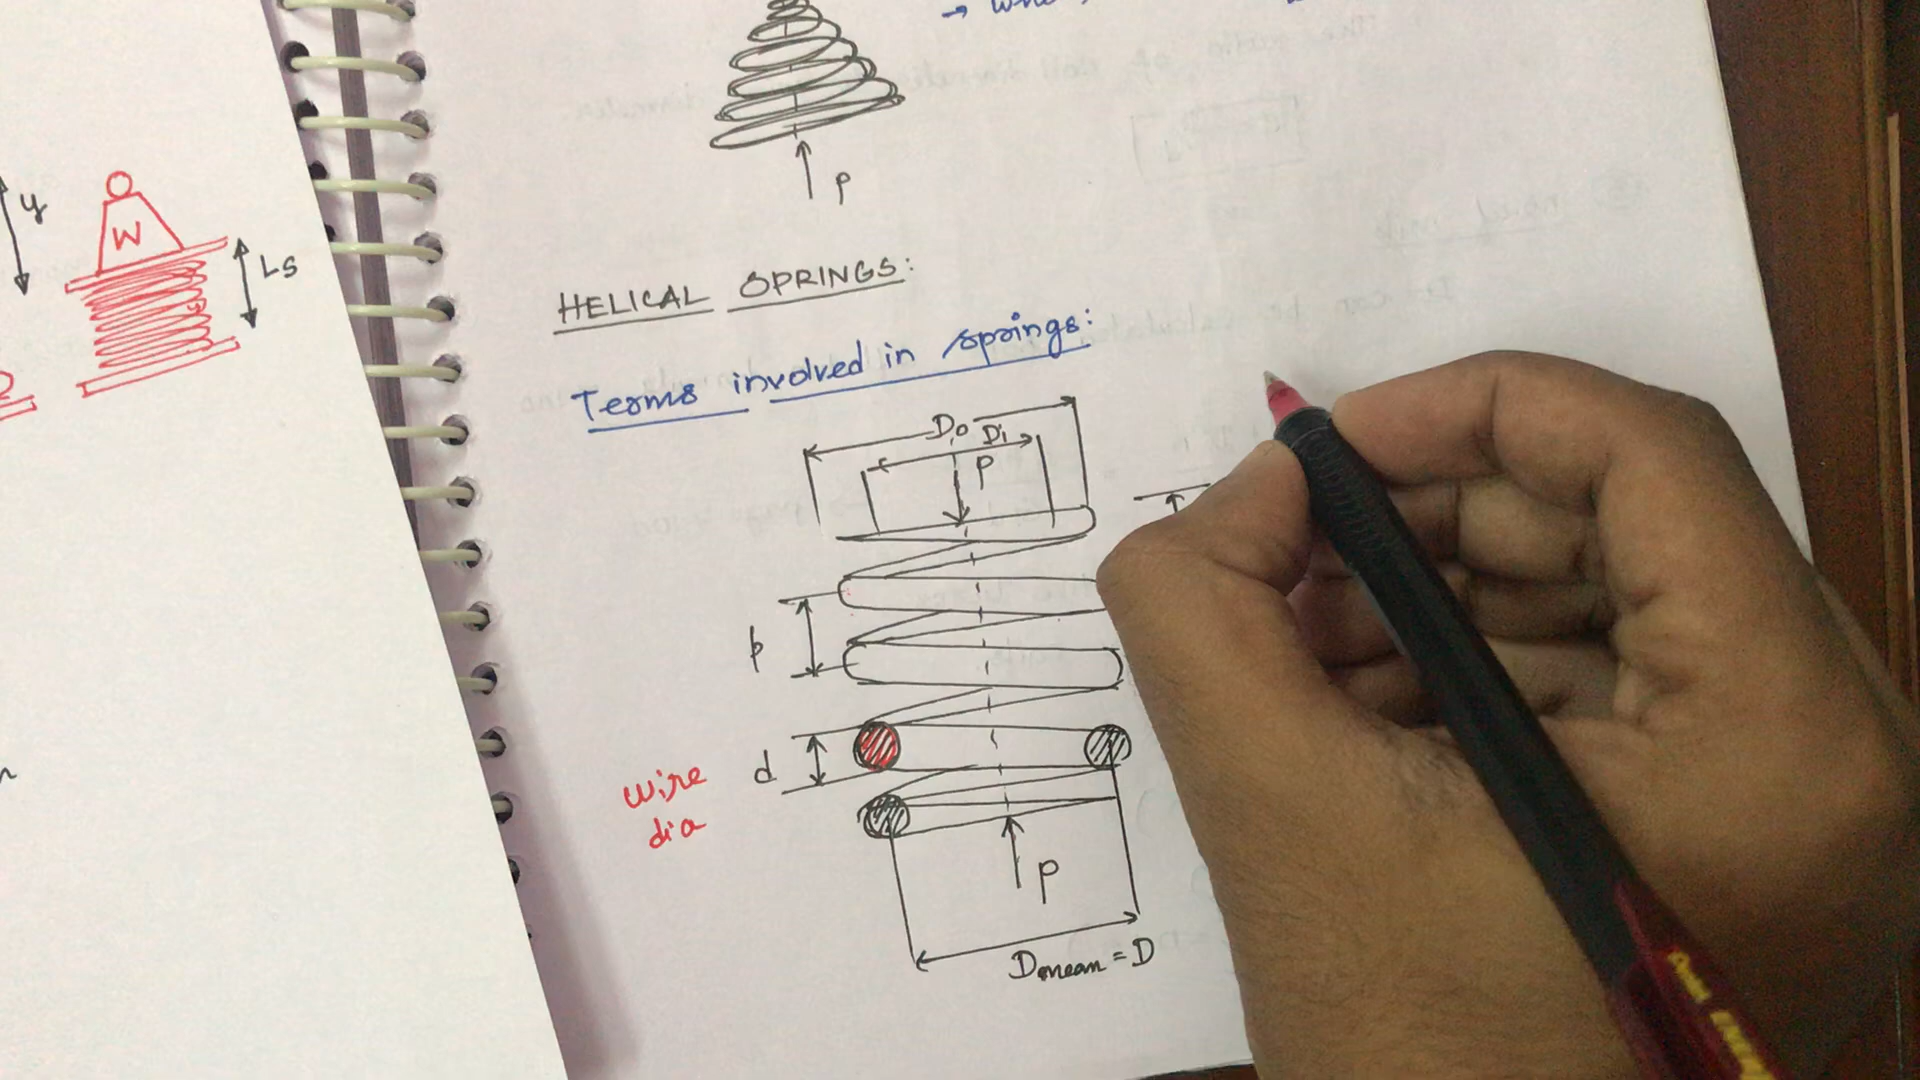 y
W
Ls
P
HELICAL SPRINGS:
Terms involved in springs:
Do
Di
P
p
d
wire
dia
P
Dmean = D